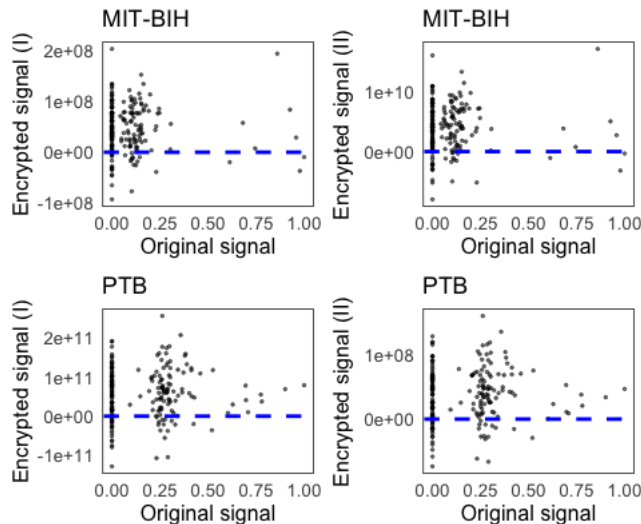 MIT-BIH
Encrypted signal (I)
2e+08
1e+08
0e+00
-1e+08
0.00 0.25 0.50 0.75 1.00
Original signal
MIT-BIH
Encrypted signal (II)
1e+10
0e+00
0.00 0.25 0.50 0.75 1.00
Original signal
PTB
Encrypted signal (I)
2e+11
1e+11
0e+00
-1e+11
0.00 0.25 0.50 0.75 1.00
Original signal
PTB
Encrypted signal (II)
1e+08
0e+00
0.00 0.25 0.50 0.75 1.00
Original signal